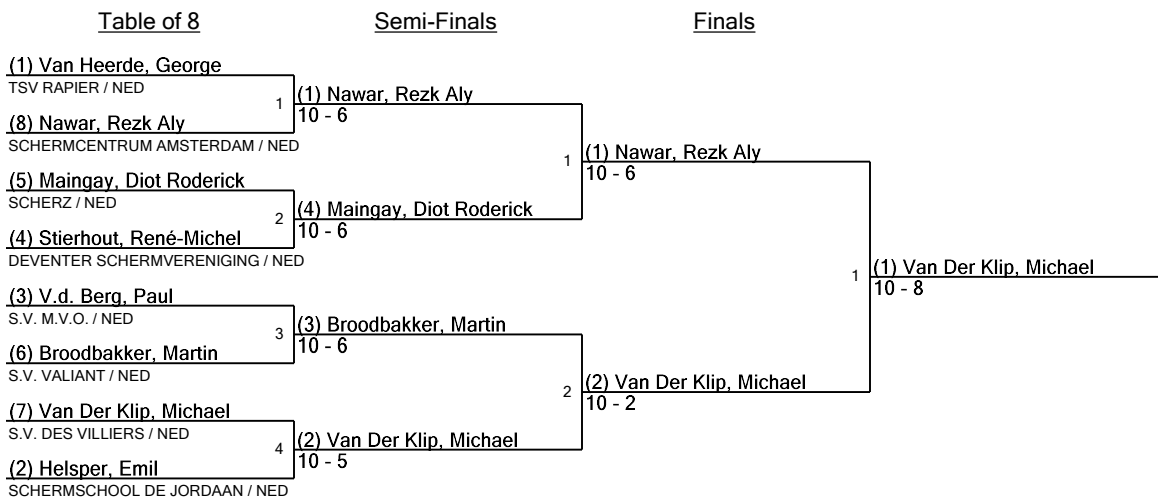 Table of 8
Semi-Finals
Finals
(1) Van Heerde, George
TSV RAPIER / NED
1
(1) Nawar, Rezk Aly
10 - 6
(8) Nawar, Rezk Aly
SCHERMCENTRUM AMSTERDAM / NED
1
(1) Nawar, Rezk Aly
10 - 6
(5) Maingay, Diot Roderick
SCHERZ / NED
2
(4) Maingay, Diot Roderick
10 - 6
(4) Stierhout, René-Michel
DEVENTER SCHERMVERENIGING / NED
1
(1) Van Der Klip, Michael
10 - 8
(3) V.d. Berg, Paul
S.V. M.V.O. / NED
3
(3) Broodbakker, Martin
10 - 6
(6) Broodbakker, Martin
S.V. VALIANT / NED
2
(2) Van Der Klip, Michael
10 - 2
(7) Van Der Klip, Michael
S.V. DES VILLIERS / NED
4
(2) Van Der Klip, Michael
10 - 5
(2) Helsper, Emil
SCHERMSCHOOL DE JORDAAN / NED